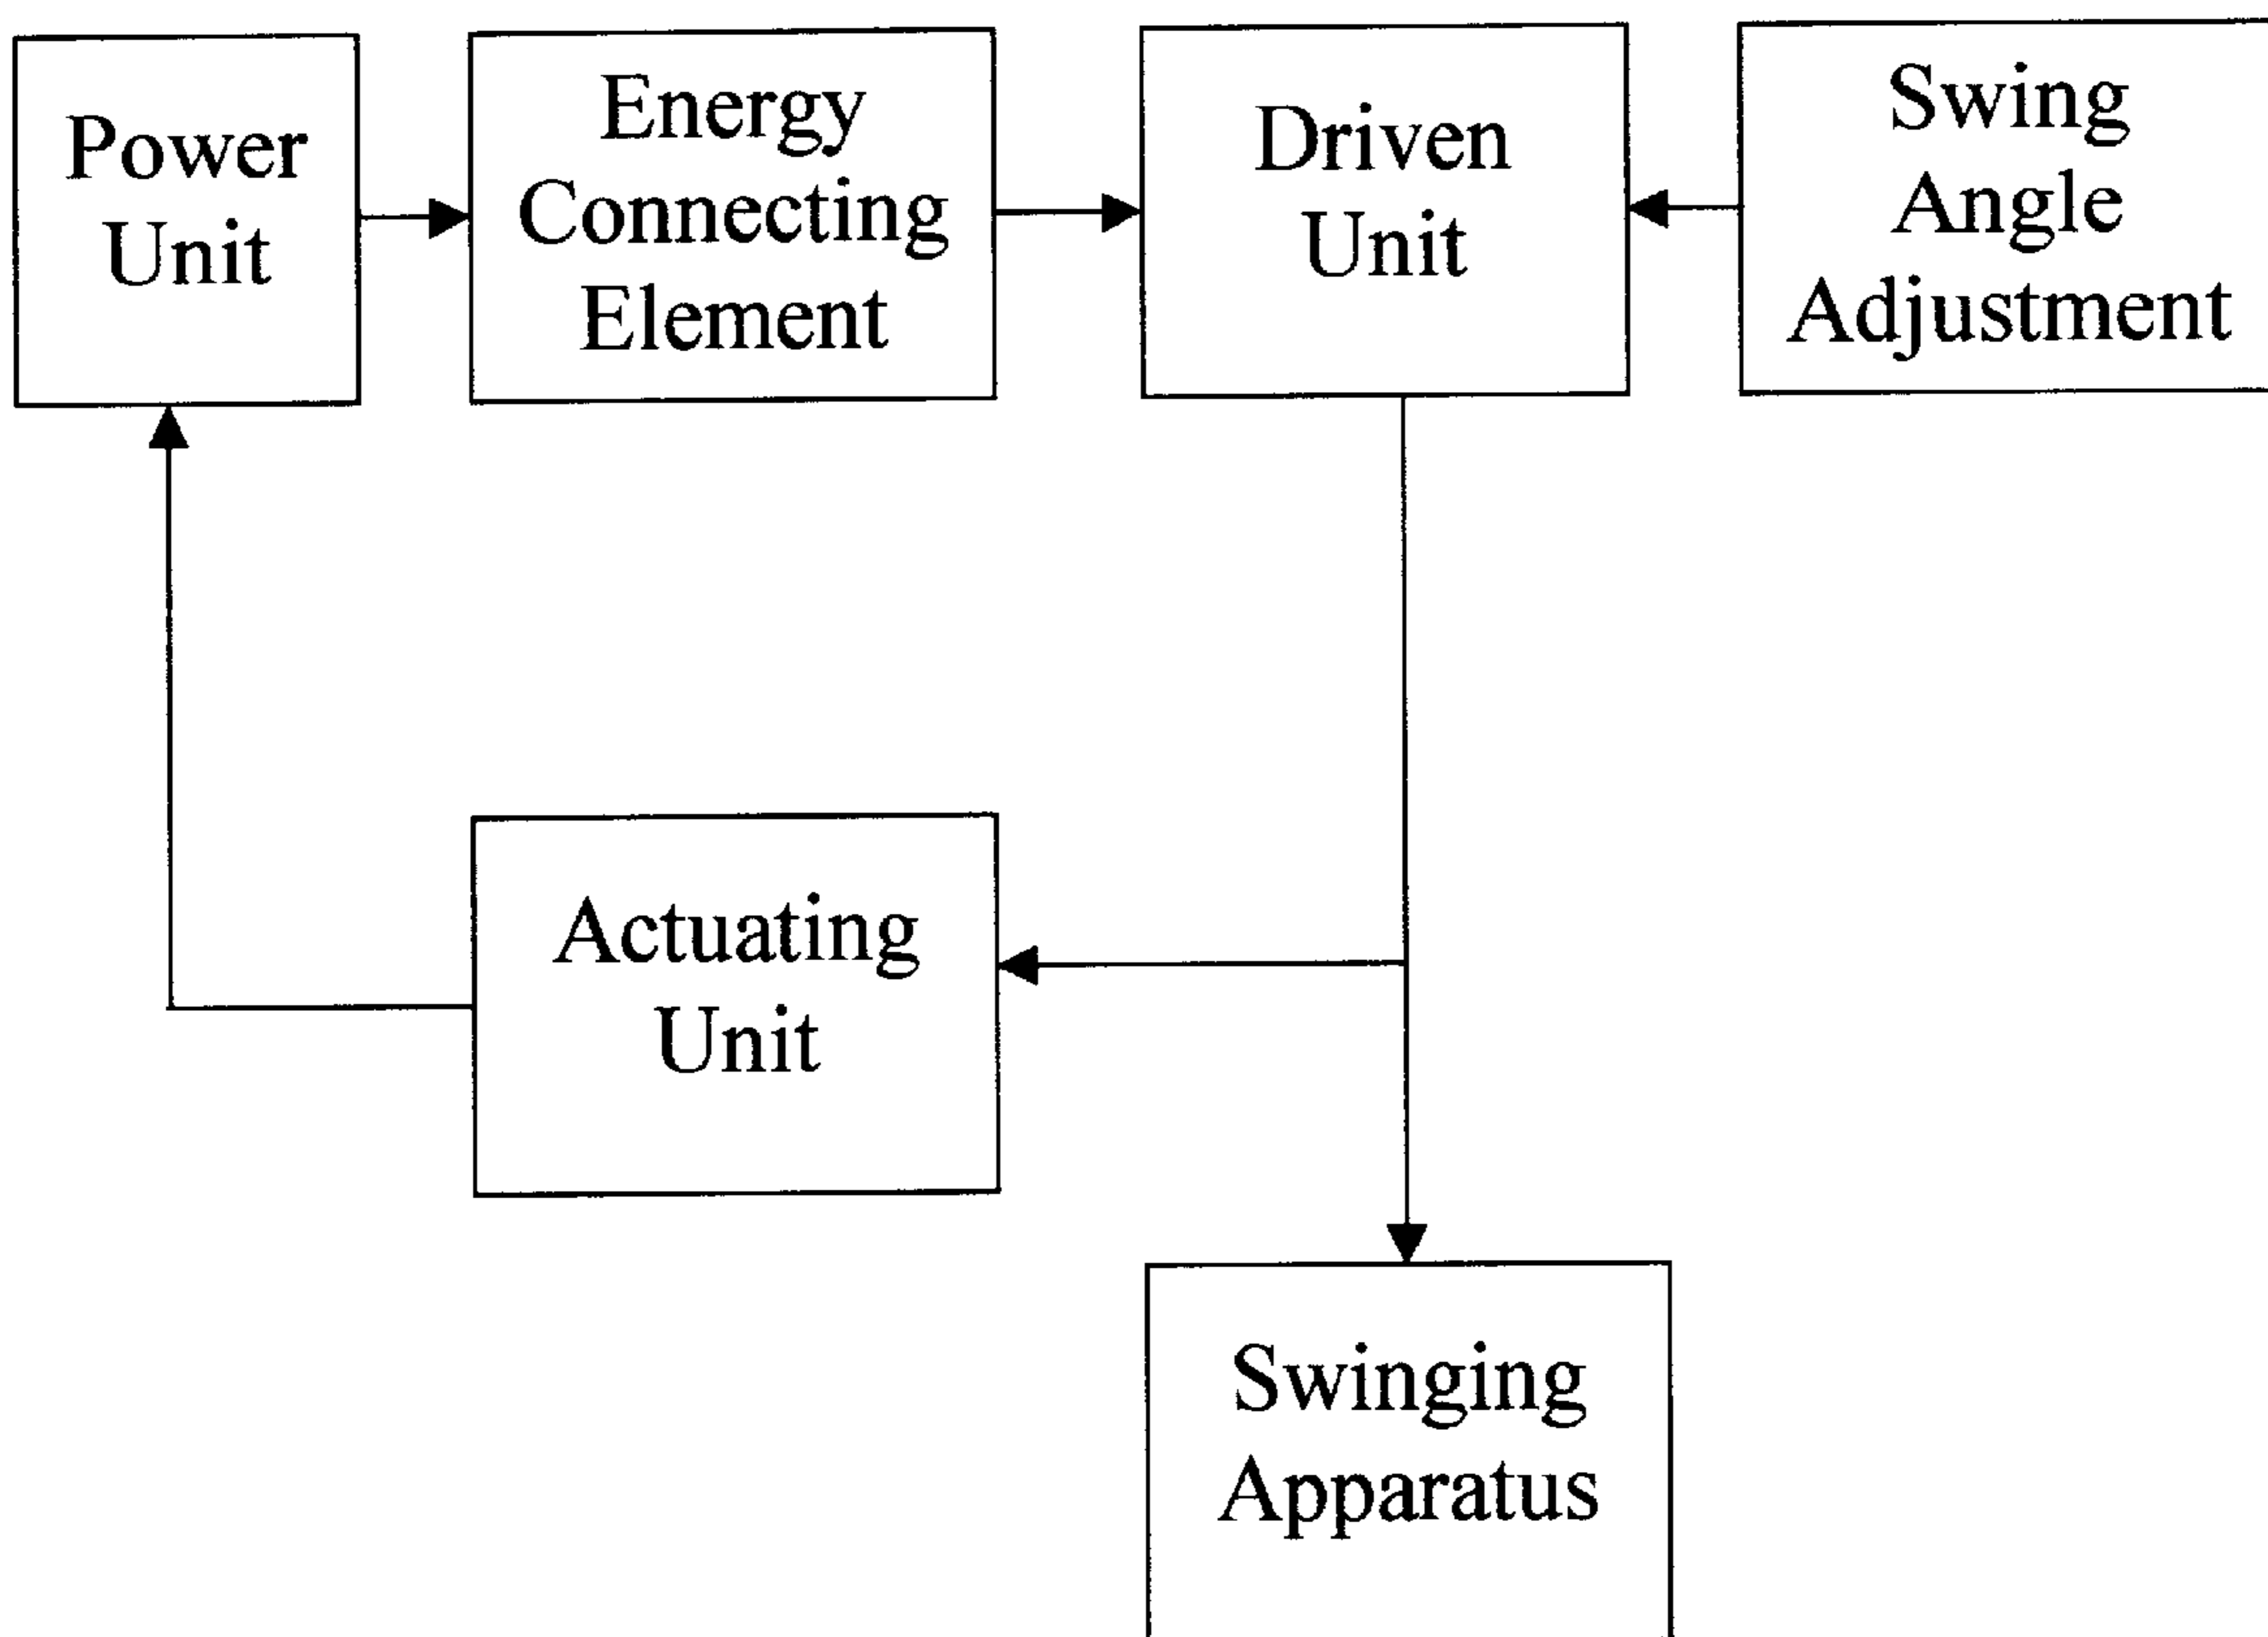 Power
Unit
Energy
Connecting
Element
Driven
Unit
Swing
Angle
Adjustment
Actuating
Unit
Swinging
Apparatus